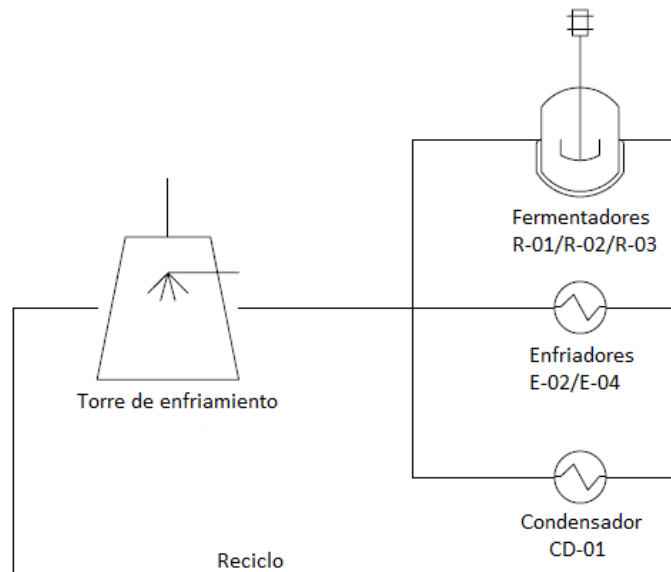 Fermentadores
R-01/R-02/R-03
Enfriadores
E-02/E-04
Torre de enfriamiento
Condensador
CD-01
Reciclo